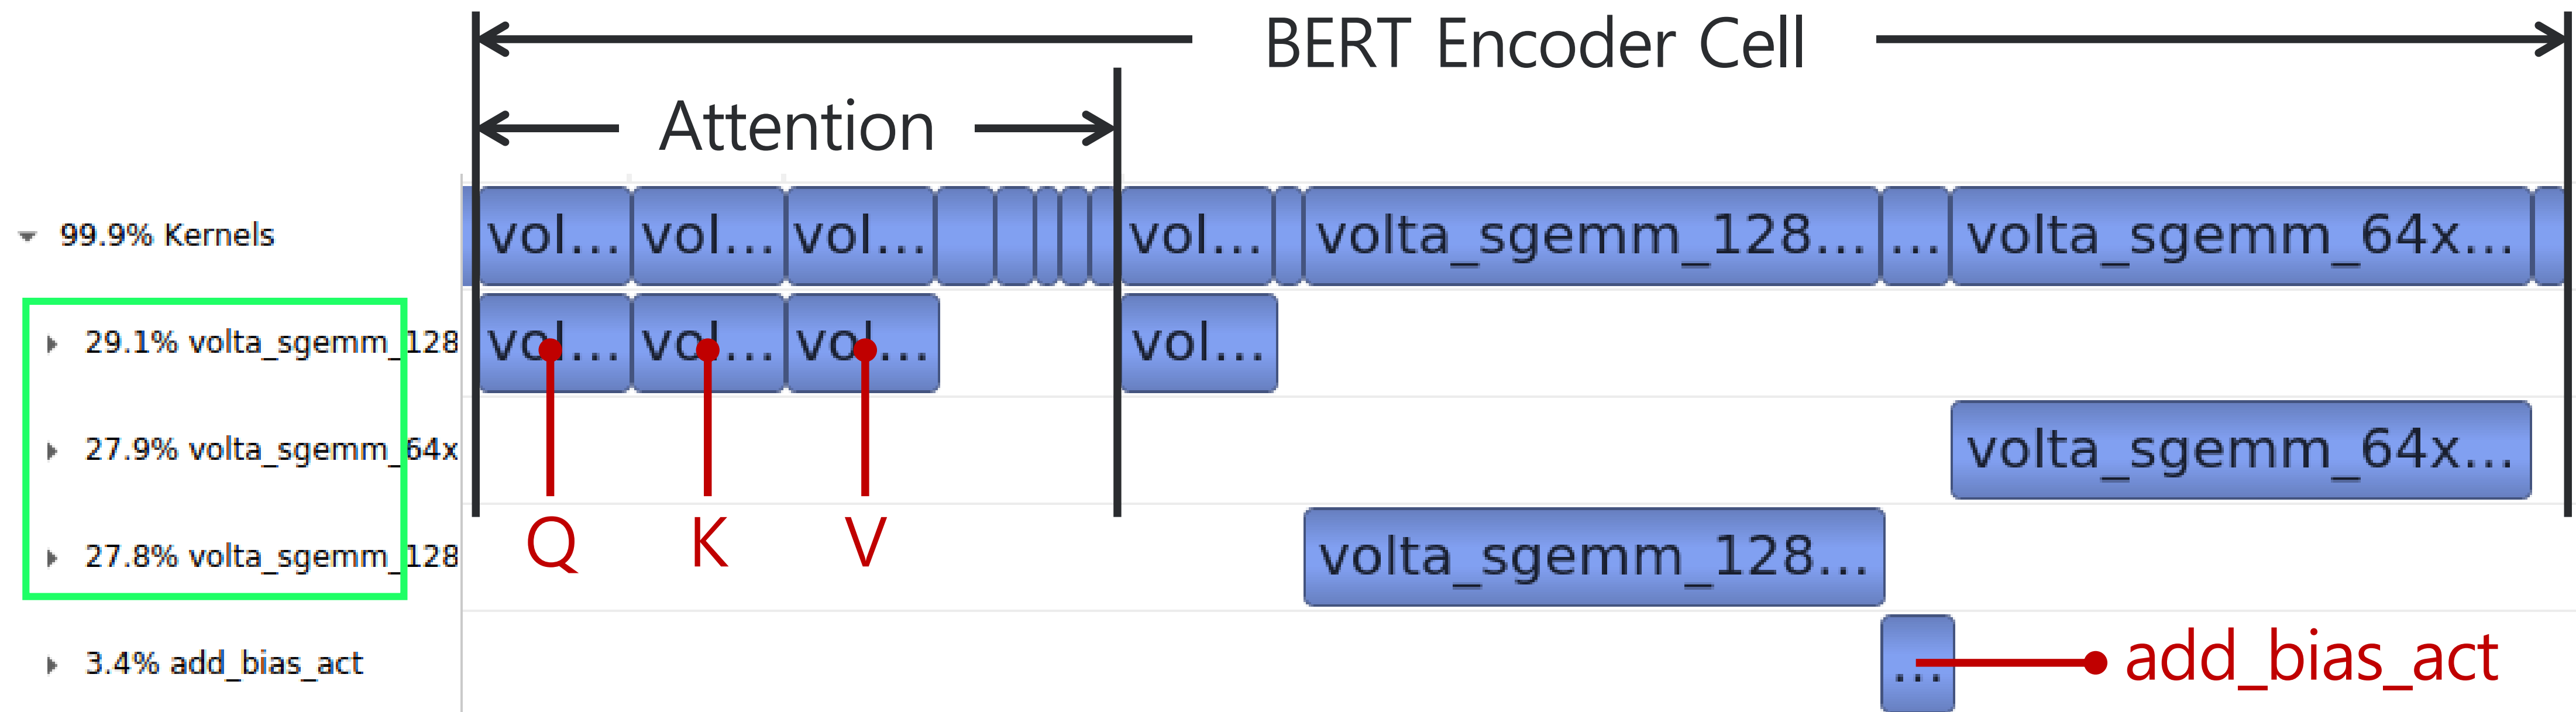 BERT Encoder Cell
Attention
99.9% Kernels
vol... vol... vol... vol... volta_sgemm_128... ... volta_sgemm_64x...
29.1% volta_sgemm_128
vol... vol... vol... vol...
27.9% volta_sgemm_64x
volta_sgemm_64x...
Q K V
27.8% volta_sgemm_128
volta_sgemm_128...
3.4% add_bias_act
...
add_bias_act